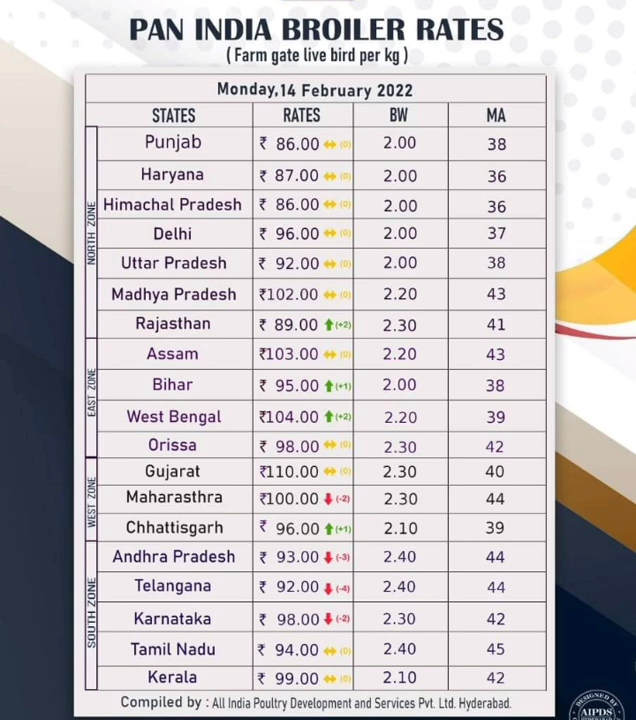 PAN INDIA BROILER RATES
( Farm gate live bird per kg )
Monday,14 February 2022
STATES RATES BW MA
NORTH ZONE
Punjab ₹ 86.00 (0) 2.00 38
Haryana ₹ 87.00 (0) 2.00 36
Himachal Pradesh ₹ 86.00 (0) 2.00 36
Delhi ₹ 96.00 (0) 2.00 37
Uttar Pradesh ₹ 92.00 (0) 2.00 38
Madhya Pradesh ₹102.00 (0) 2.20 43
Rajasthan ₹ 89.00 (+2) 2.30 41
EAST ZONE
Assam ₹103.00 (0) 2.20 43
Bihar ₹ 95.00 (+1) 2.00 38
West Bengal ₹104.00 (+2) 2.20 39
Orissa ₹ 98.00 (0) 2.30 42
WEST ZONE
Gujarat ₹110.00 (0) 2.30 40
Maharasthra ₹100.00 (-2) 2.30 44
Chhattisgarh ₹ 96.00 (+1) 2.10 39
SOUTH ZONE
Andhra Pradesh ₹ 93.00 (-3) 2.40 44
Telangana ₹ 92.00 (-4) 2.40 44
Karnataka ₹ 98.00 (-2) 2.30 42
Tamil Nadu ₹ 94.00 (0) 2.40 45
Kerala ₹ 99.00 (0) 2.10 42
Compiled by : All India Poultry Development and Services Pvt. Ltd. Hyderabad.
DESIGNED BY
AIPDS